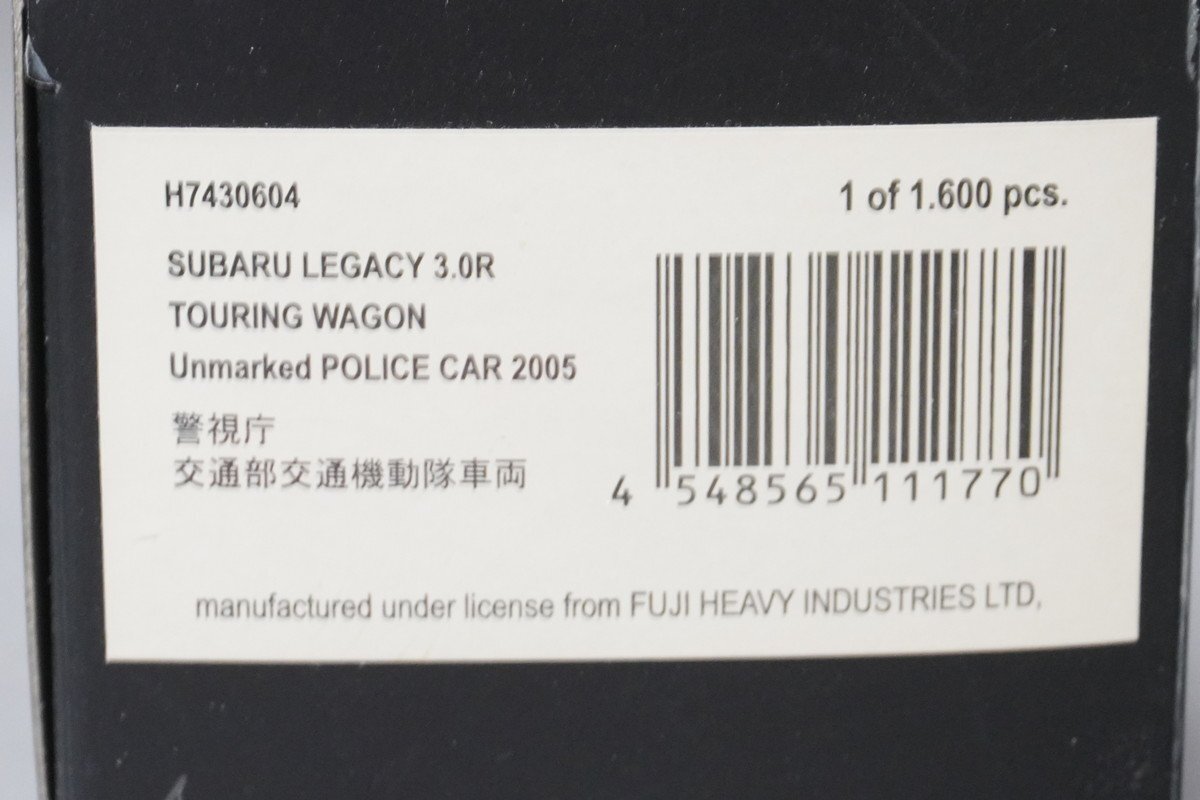 H7430604
1 of 1.600 pcs.
SUBARU LEGACY 3.0R
TOURING WAGON
Unmarked POLICE CAR 2005
警視庁
交通部交通機動隊車両
4 548565 111770
manufactured under license from FUJI HEAVY INDUSTRIES LTD,